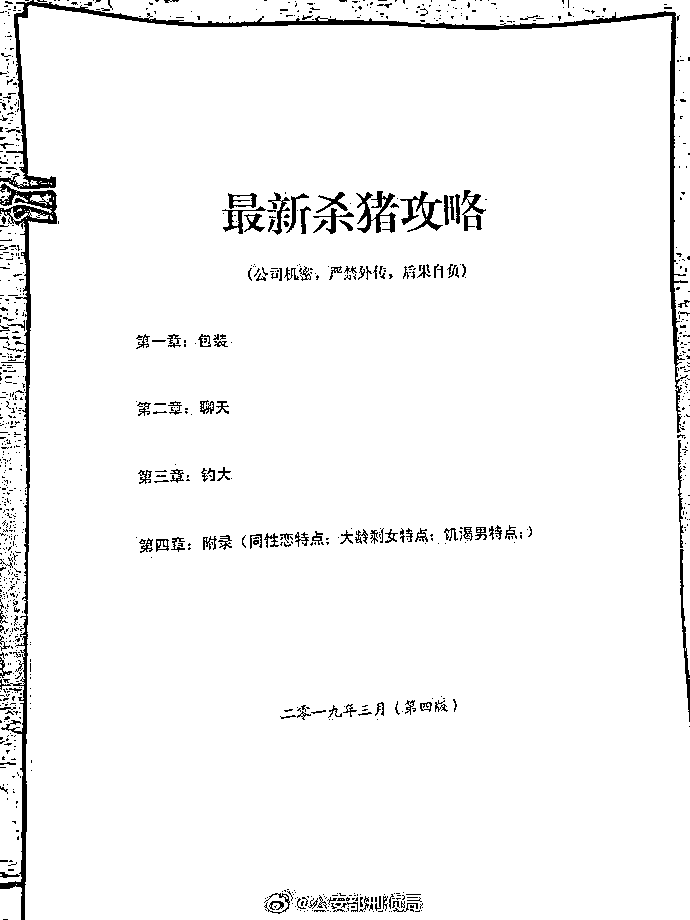 最新杀猪攻略
（公司机密，严禁外传，后果自负）
第一章：包装
第二章：聊天
第三章：钓大
第四章：附录（同性恋特点；大龄剩女特点；饥渴男特点；）
二零一九年三月（第四版）
@公安部刑侦局